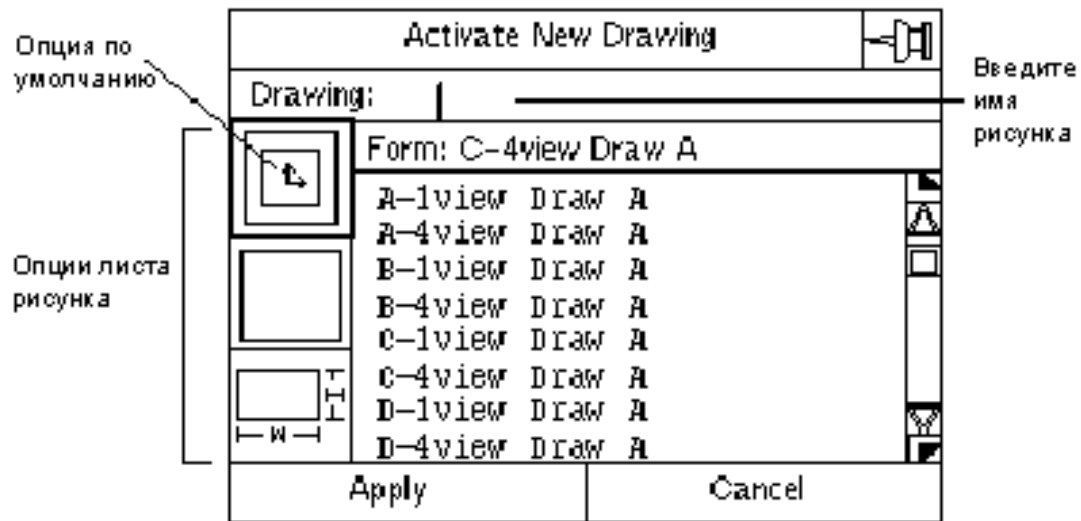 Опция по
умолчанию
Опции листа
рисунка
Activate New Drawing
Drawing:
Form: C-4view Draw A
A-1view Draw A
A-4view Draw A
B-1view Draw A
B-4view Draw A
C-1view Draw A
C-4view Draw A
D-1view Draw A
D-4view Draw A
H
W
Apply
Cancel
Введите
имя
рисунка